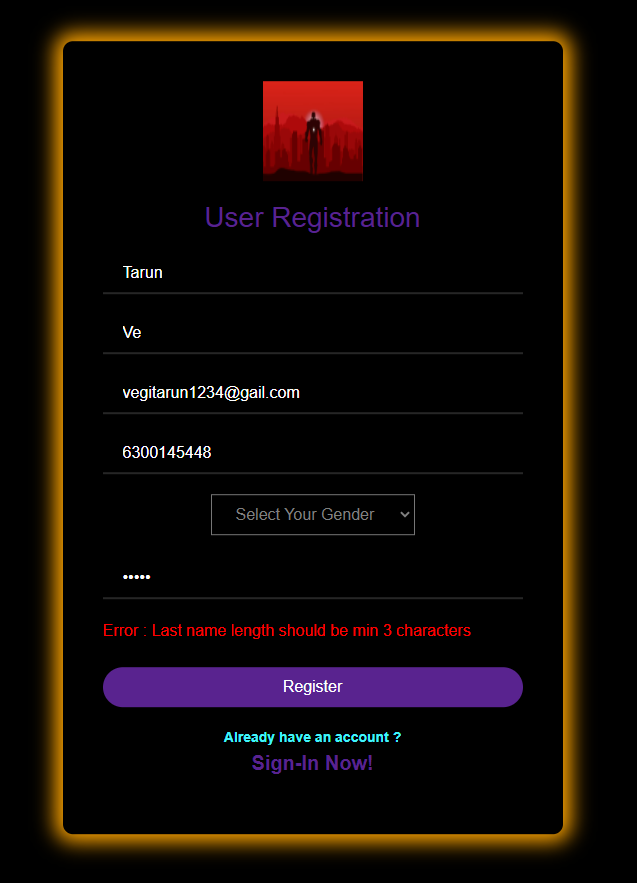 User Registration
Tarun
Ve
vegitarun1234@gail.com
6300145448
Select Your Gender
•••••
Error : Last name length should be min 3 characters
Register
Already have an account ?
Sign-In Now!